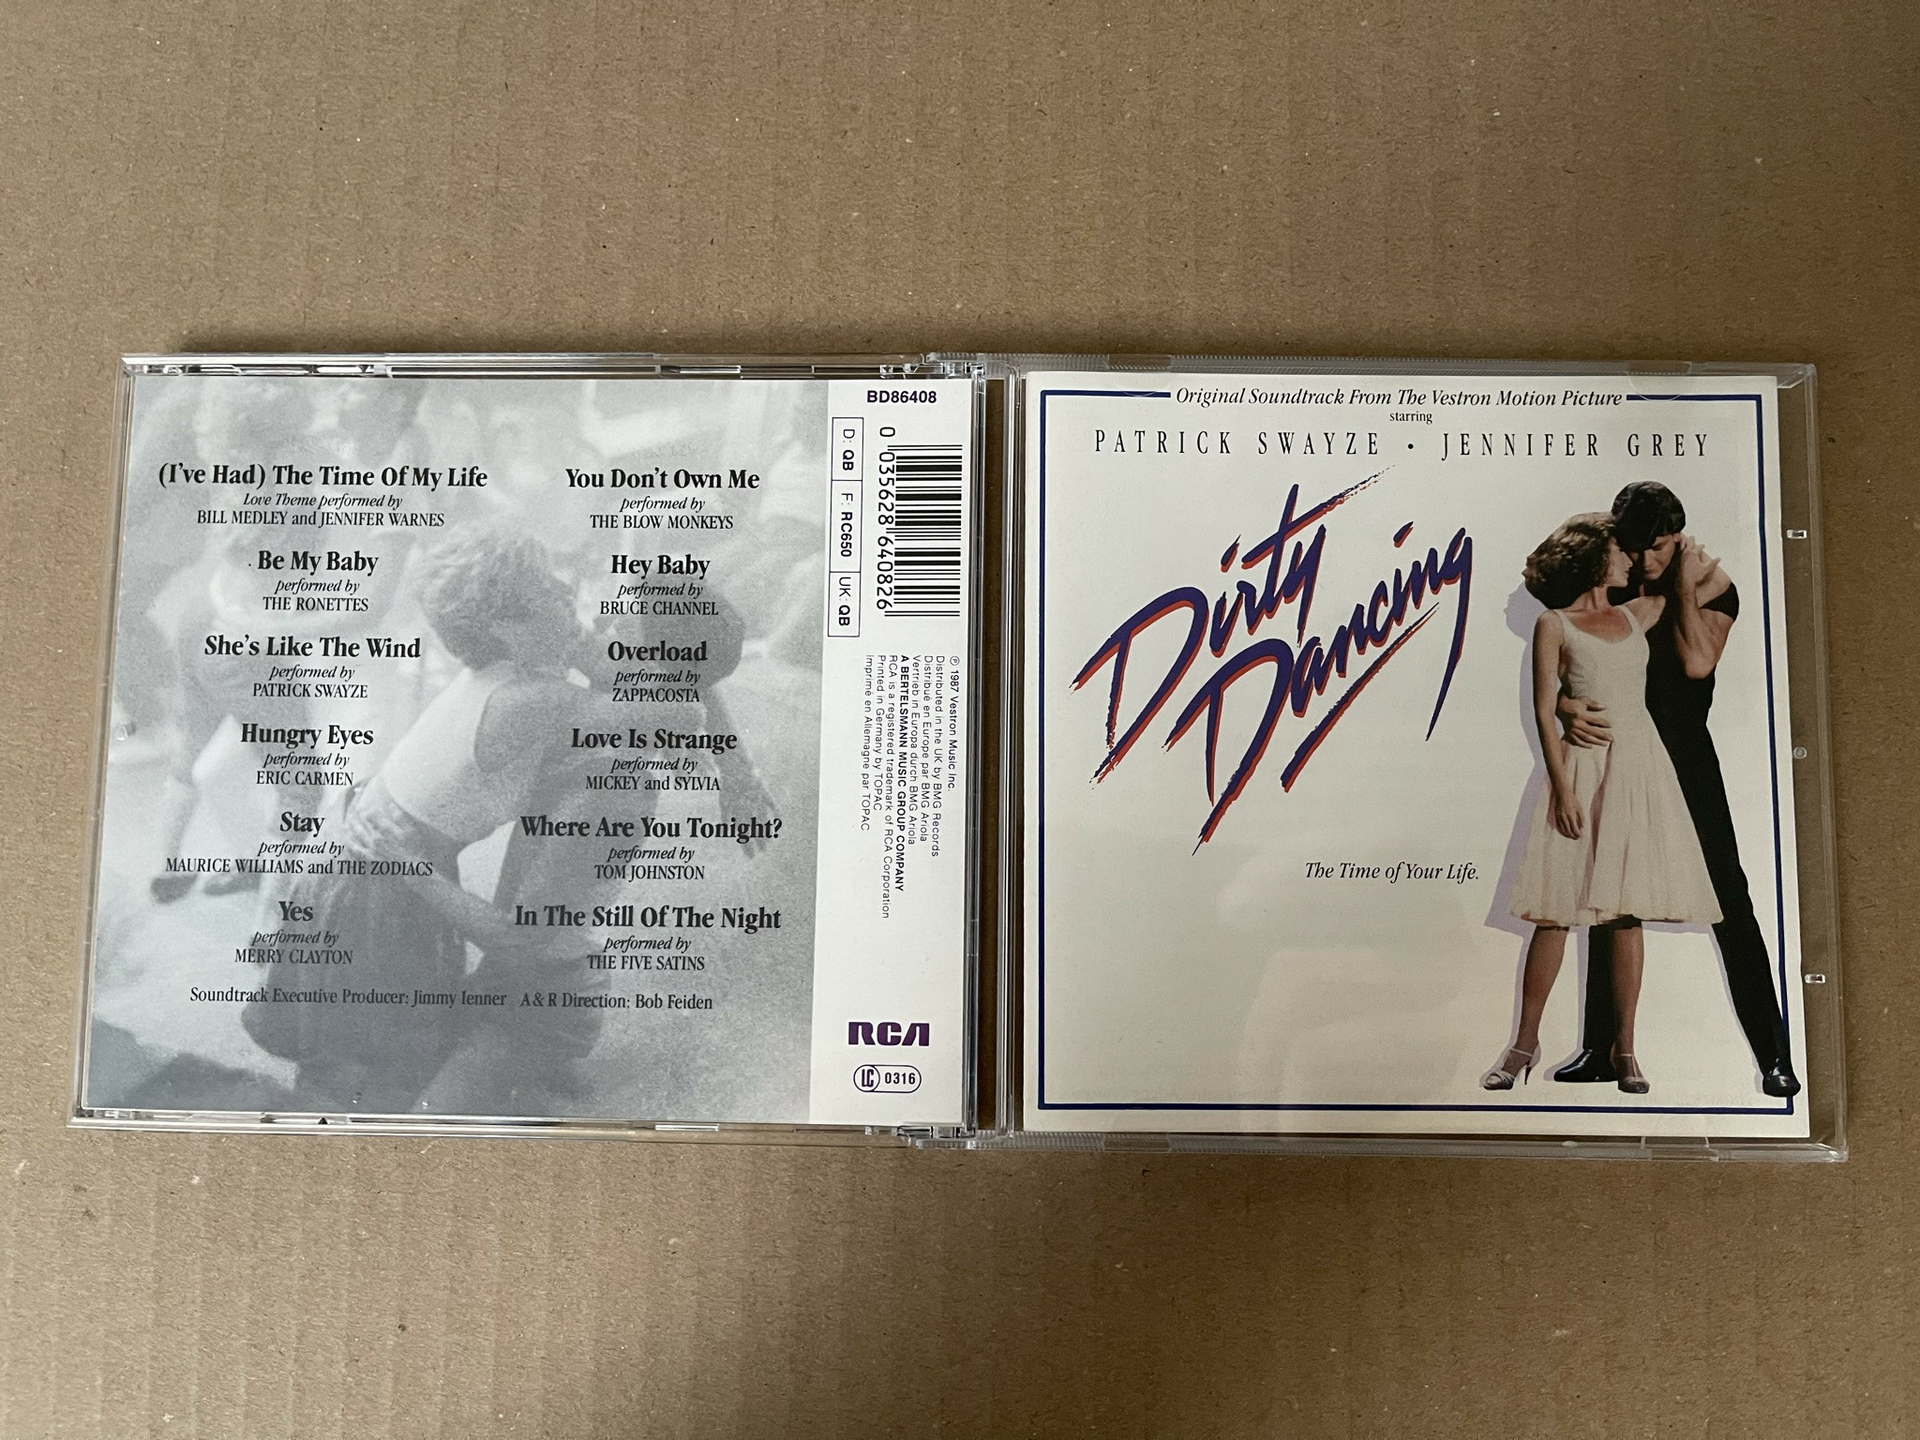 (I've Had) The Time Of My Life
Love Theme performed by
BILL MEDLEY and JENNIFER WARNES
Be My Baby
performed by
THE RONETTES
She's Like The Wind
performed by
PATRICK SWAYZE
Hungry Eyes
performed by
ERIC CARMEN
Stay
performed by
MAURICE WILLIAMS and THE ZODIACS
Yes
performed by
MERRY CLAYTON
You Don't Own Me
performed by
THE BLOW MONKEYS
Hey Baby
performed by
BRUCE CHANNEL
Overload
performed by
ZAPPACOSTA
Love Is Strange
performed by
MICKEY and SYLVIA
Where Are You Tonight?
performed by
TOM JOHNSTON
In The Still Of The Night
performed by
THE FIVE SATINS
Soundtrack Executive Producer: Jimmy Ienner A & R Direction: Bob Feiden
BD86408
D: QB F: RC650 UK: QB
0 035628 640826
℗ 1987 Vestron Music Inc.
Distributed in the UK by BMG Records
Distribué en Europe par BMG Ariola
Vertrieb in Europa durch BMG Ariola
A BERTELSMANN MUSIC GROUP COMPANY
RCA is a registered trademark of RCA Corporation
Printed in Germany by TOPAC
Imprimé en Allemagne par TOPAC
RCA
LC 0316
Original Soundtrack From The Vestron Motion Picture
starring
PATRICK SWAYZE • JENNIFER GREY
Dirty
Dancing
The Time of Your Life.